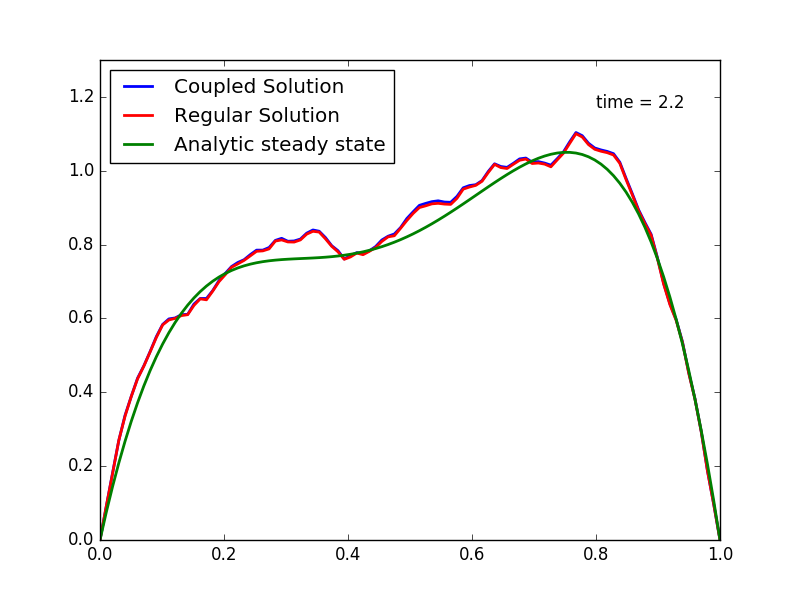 1.2
1.0
0.8
0.6
0.4
0.2
0.0
Coupled Solution
Regular Solution
Analytic steady state
time = 2.2
0.0 0.2 0.4 0.6 0.8 1.0